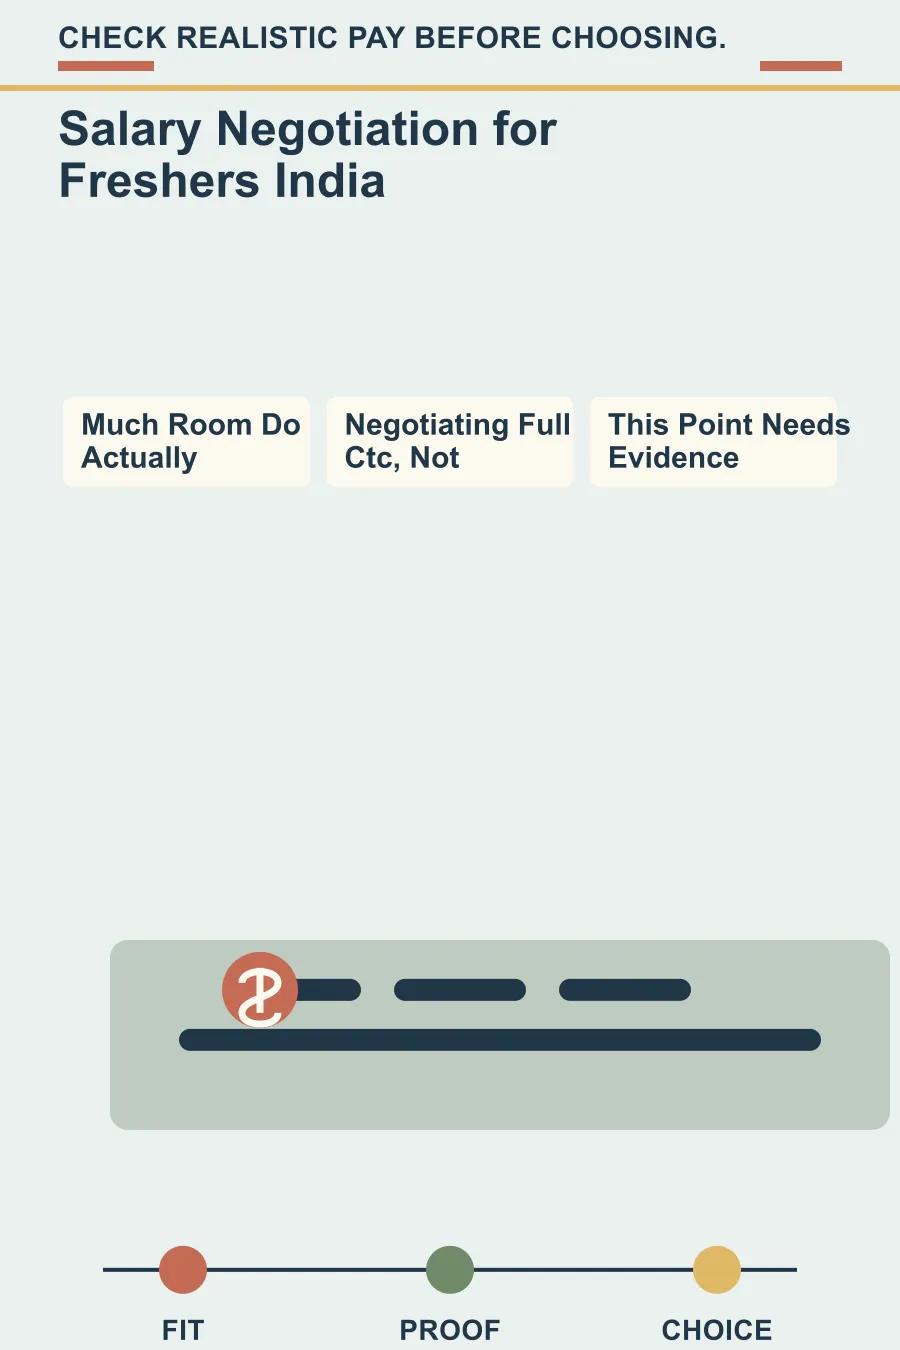 CHECK REALISTIC PAY BEFORE CHOOSING.
Salary Negotiation for
Freshers India
Much Room Do
Actually
Negotiating Full
Ctc, Not
This Point Needs
Evidence
FIT
PROOF
CHOICE